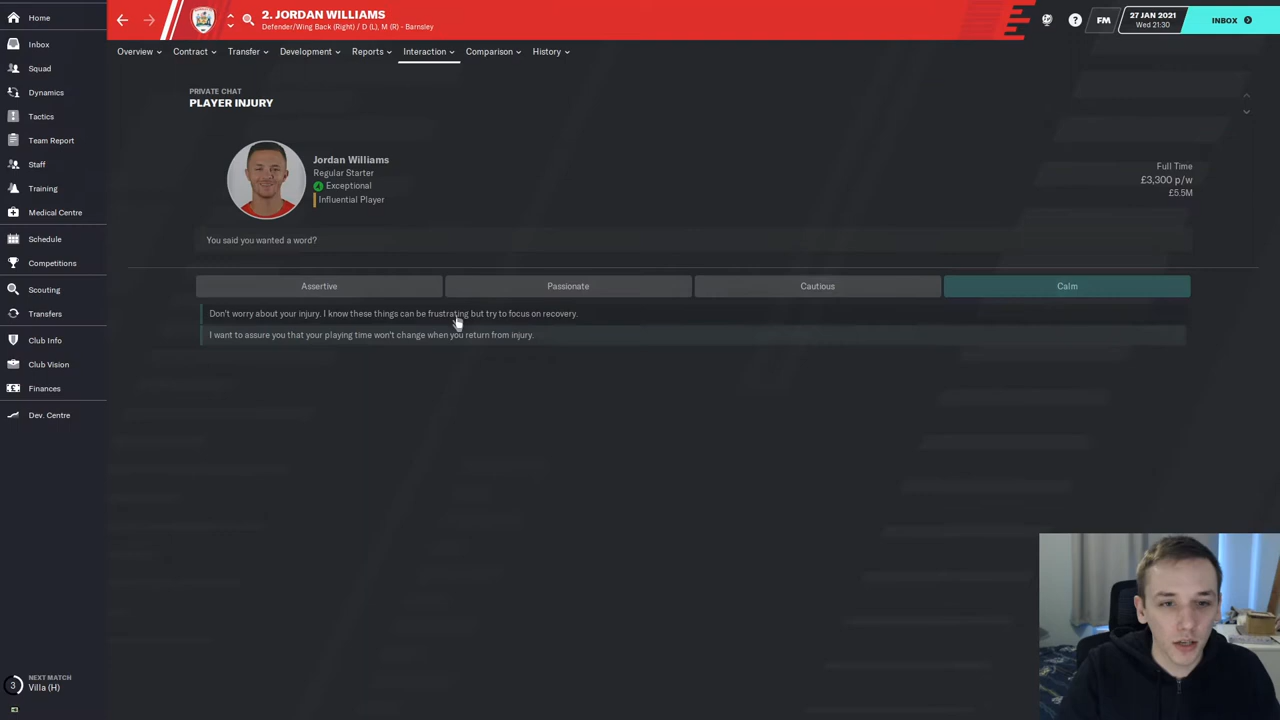 Home
Inbox
Squad
Dynamics
Tactics
Team Report
Staff
Training
Medical Centre
Schedule
Competitions
Scouting
Transfers
Club Info
Club Vision
Finances
Dev. Centre
3
NEXT MATCH
Villa (H)
2. JORDAN WILLIAMS
Defender/Wing Back (Right) / D (L), M (R) - Barnsley
FM
27 JAN 2021
Wed 21:30
INBOX
Overview
Contract
Transfer
Development
Reports
Interaction
Comparison
History
PRIVATE CHAT
PLAYER INJURY
Jordan Williams
Regular Starter
4 Exceptional
Influential Player
Full Time
£3,300 p/w
£5.5M
You said you wanted a word?
Assertive
Passionate
Cautious
Calm
Don't worry about your injury. I know these things can be frustrating but try to focus on recovery.
I want to assure you that your playing time won't change when you return from injury.